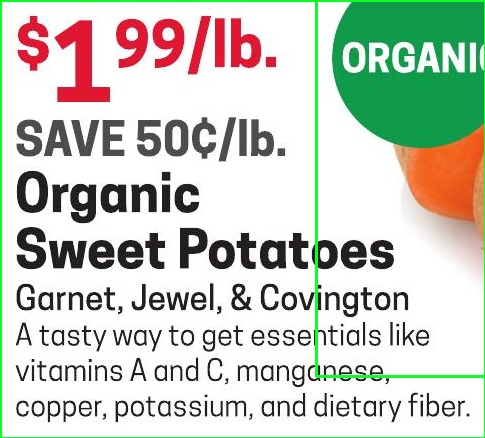 $1 99/lb.
ORGANI
SAVE 50¢/lb.
Organic
Sweet Potatoes
Garnet, Jewel, & Covington
A tasty way to get essentials like
vitamins A and C, manganese,
copper, potassium, and dietary fiber.